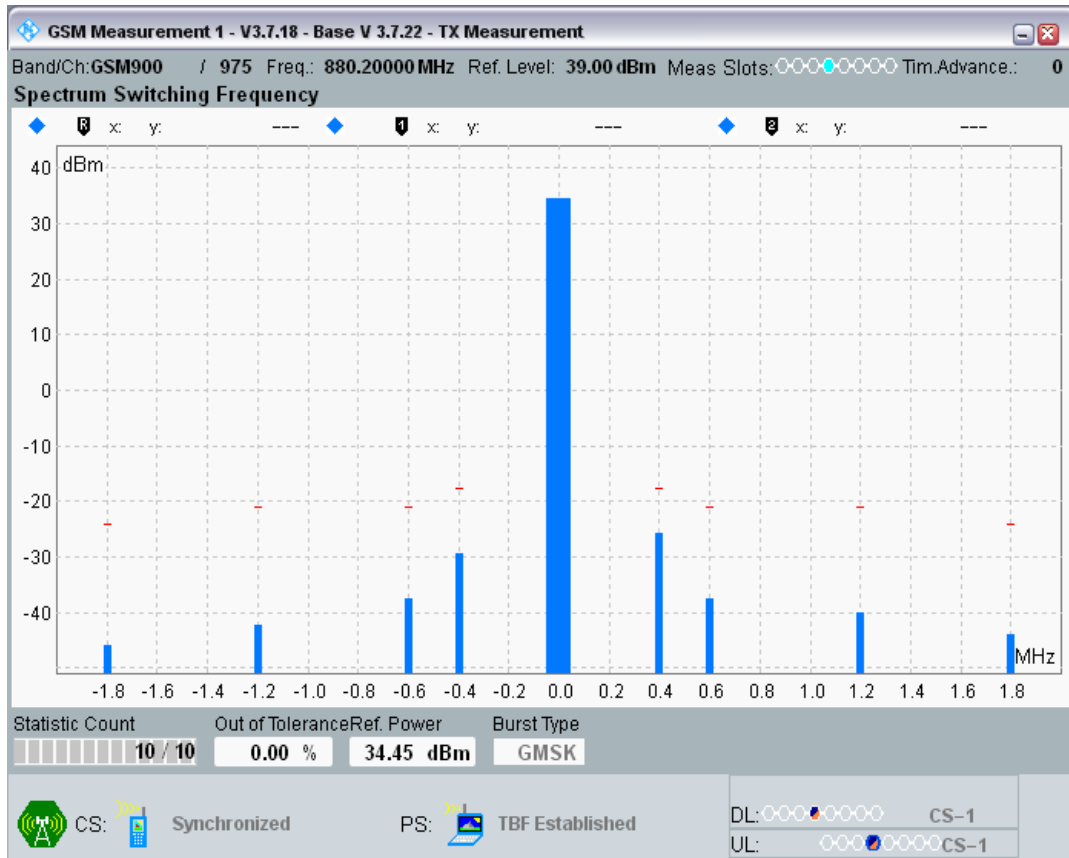 GSM Measurement 1 - V3.7.18 - Base V 3.7.22 - TX Measurement
Band/Ch:GSM900 / 975 Freq.: 880.20000 MHz Ref. Level: 39.00 dBm Meas Slots: Tim.Advance.: 0
Spectrum Switching Frequency
R x: y: --- 1 x: y: --- 2 x: y: ---
dBm
40
30
20
10
0
-10
-20
-30
-40
MHz
-1.8 -1.6 -1.4 -1.2 -1.0 -0.8 -0.6 -0.4 -0.2 0.0 0.2 0.4 0.6 0.8 1.0 1.2 1.4 1.6 1.8
Statistic Count Out of Tolerance Ref. Power Burst Type
10 / 10 0.00 % 34.45 dBm GMSK
CS: Synchronized PS: TBF Established
DL: CS-1
UL: CS-1